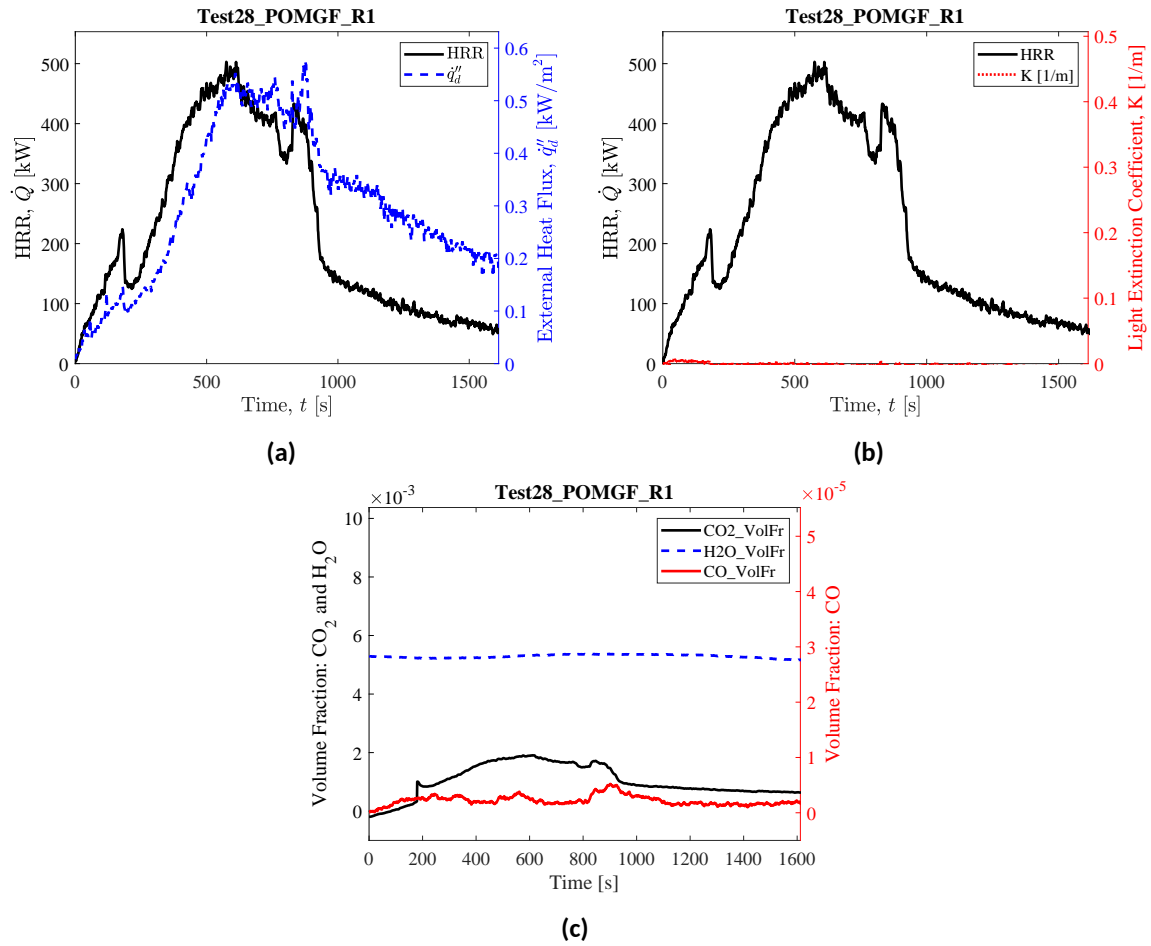 Test28_POMGF_R1
HRR
q̇″d
HRR, Q̇ [kW]
0
100
200
300
400
500
0
500
1000
1500
Time, t [s]
0
0.1
0.2
0.3
0.4
0.5
0.6
External Heat Flux, q̇″d [kW/m²]
(a)
Test28_POMGF_R1
HRR
K [1/m]
HRR, Q̇ [kW]
0
100
200
300
400
500
0
500
1000
1500
Time, t [s]
0
0.1
0.2
0.3
0.4
0.5
Light Extinction Coefficient, K [1/m]
(b)
Test28_POMGF_R1
×10⁻³
×10⁻⁵
CO2_VolFr
H2O_VolFr
CO_VolFr
Volume Fraction: CO₂ and H₂O
0
2
4
6
8
10
0
200
400
600
800
1000
1200
1400
1600
Time [s]
0
1
2
3
4
5
Volume Fraction: CO
(c)